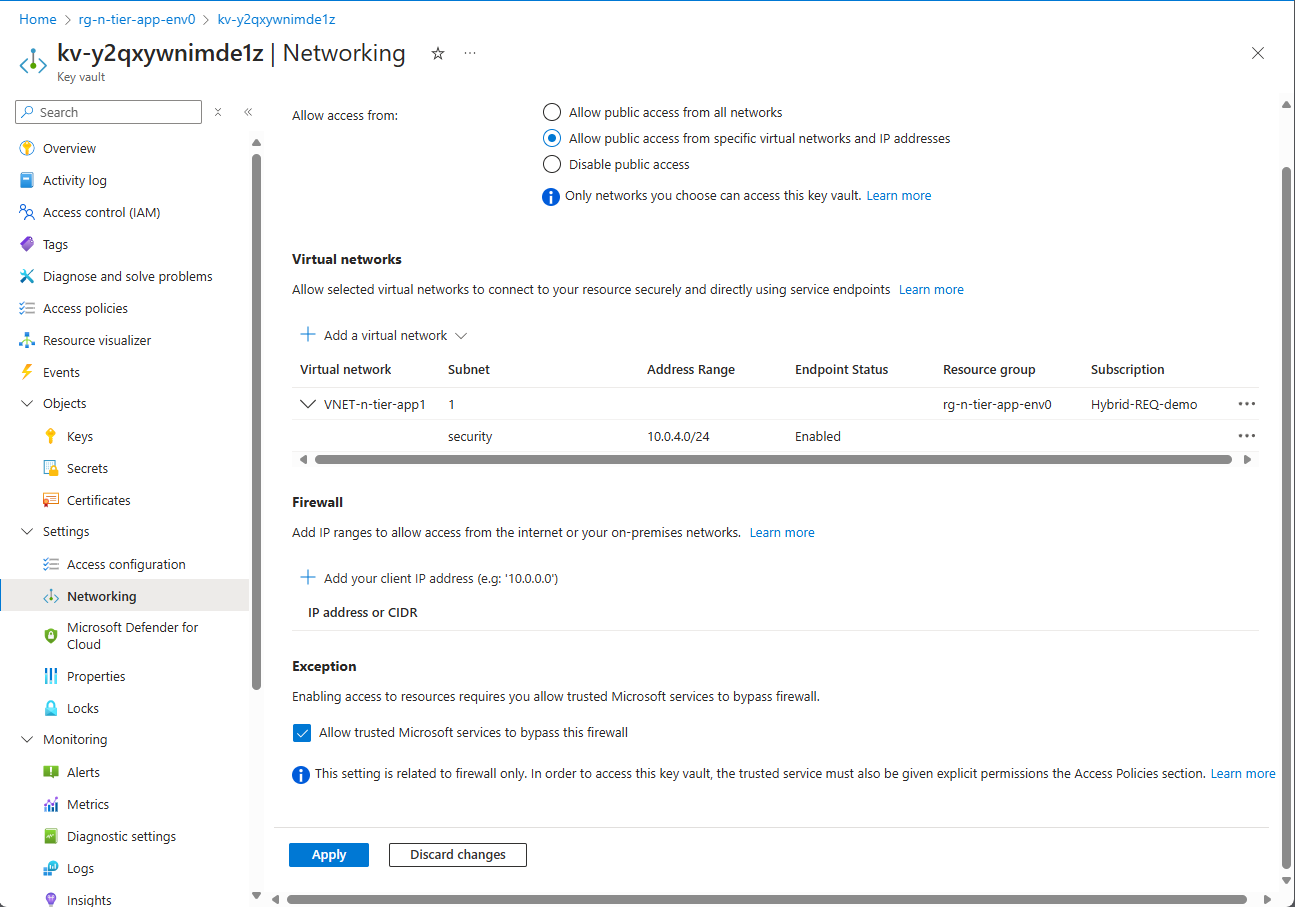 Home > rg-n-tier-app-env0 > kv-y2qxywnimde1z
kv-y2qxywnimde1z | Networking
Key vault
Search
Overview
Activity log
Access control (IAM)
Tags
Diagnose and solve problems
Access policies
Resource visualizer
Events
Objects
Keys
Secrets
Certificates
Settings
Access configuration
Networking
Microsoft Defender for
Cloud
Properties
Locks
Monitoring
Alerts
Metrics
Diagnostic settings
Logs
Insights
Allow access from:
Allow public access from all networks
Allow public access from specific virtual networks and IP addresses
Disable public access
Only networks you choose can access this key vault. Learn more
Virtual networks
Allow selected virtual networks to connect to your resource securely and directly using service endpoints Learn more
Add a virtual network
Virtual network Subnet Address Range Endpoint Status Resource group Subscription
VNET-n-tier-app1 1 rg-n-tier-app-env0 Hybrid-REQ-demo
security 10.0.4.0/24 Enabled
Firewall
Add IP ranges to allow access from the internet or your on-premises networks. Learn more
Add your client IP address (e.g: '10.0.0.0')
IP address or CIDR
Exception
Enabling access to resources requires you allow trusted Microsoft services to bypass firewall.
Allow trusted Microsoft services to bypass this firewall
This setting is related to firewall only. In order to access this key vault, the trusted service must also be given explicit permissions the Access Policies section. Learn more
Apply Discard changes